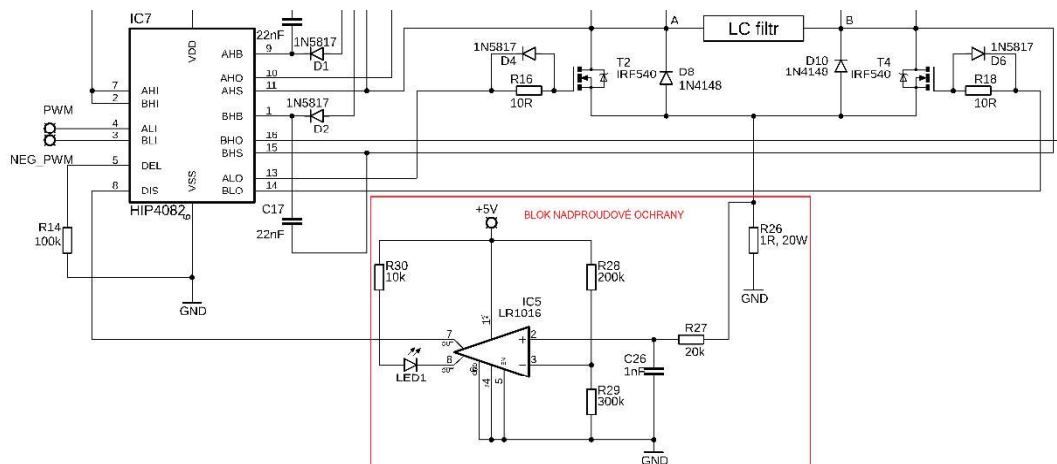 IC7
22nF
VDD
AHB
9
1N5817
D1
AHO
10
AHS
11
7
AHI
2
BHI
BHB
1
1N5817
D2
PWM
4
ALI
3
BLI
BHO
16
BHS
15
NEG_PWM
5
DEL
VSS
ALO
13
8
DIS
BLO
14
HIP4082
6
R14
100k
GND
C17
22nF
1N5817
D4
R16
10R
T2
IRF540
D8
1N4148
A
LC filtr
B
D10
1N4148
T4
IRF540
1N5817
D6
R18
10R
BLOK NADPROUDOVÉ OCHRANY
+5V
R30
10k
R28
200k
R26
1R, 20W
GND
IC5
LR1016
7
8
LED1
2
3
+
−
4
5
R27
20k
C26
1nF
R29
300k
GND